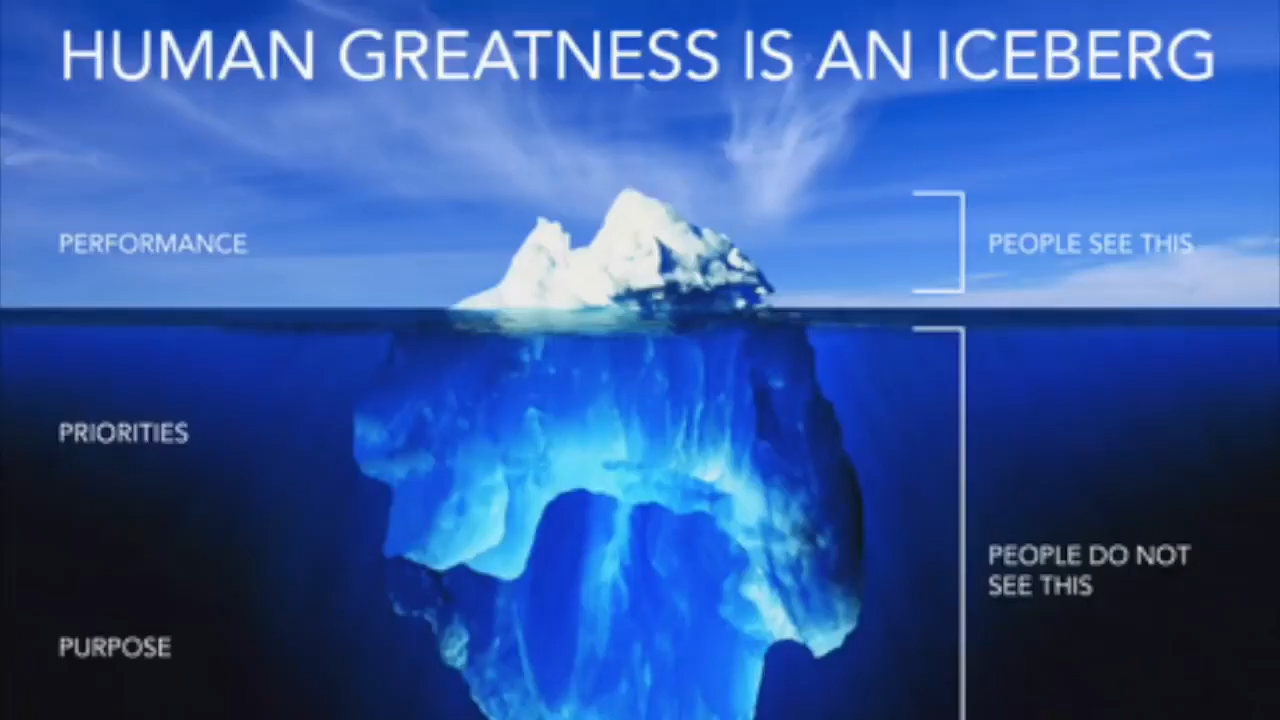 HUMAN GREATNESS IS AN ICEBERG
PERFORMANCE
PEOPLE SEE THIS
PRIORITIES
PEOPLE DO NOT
SEE THIS
PURPOSE